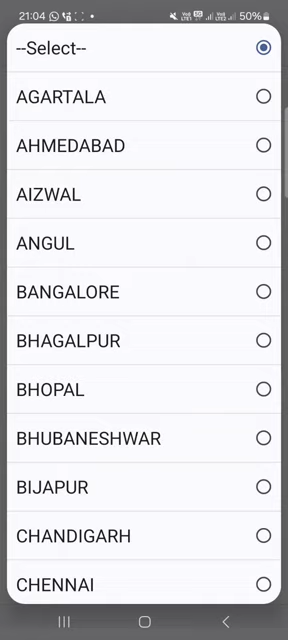 21:04 50%
--Select--
AGARTALA
AHMEDABAD
AIZWAL
ANGUL
BANGALORE
BHAGALPUR
BHOPAL
BHUBANESHWAR
BIJAPUR
CHANDIGARH
CHENNAI